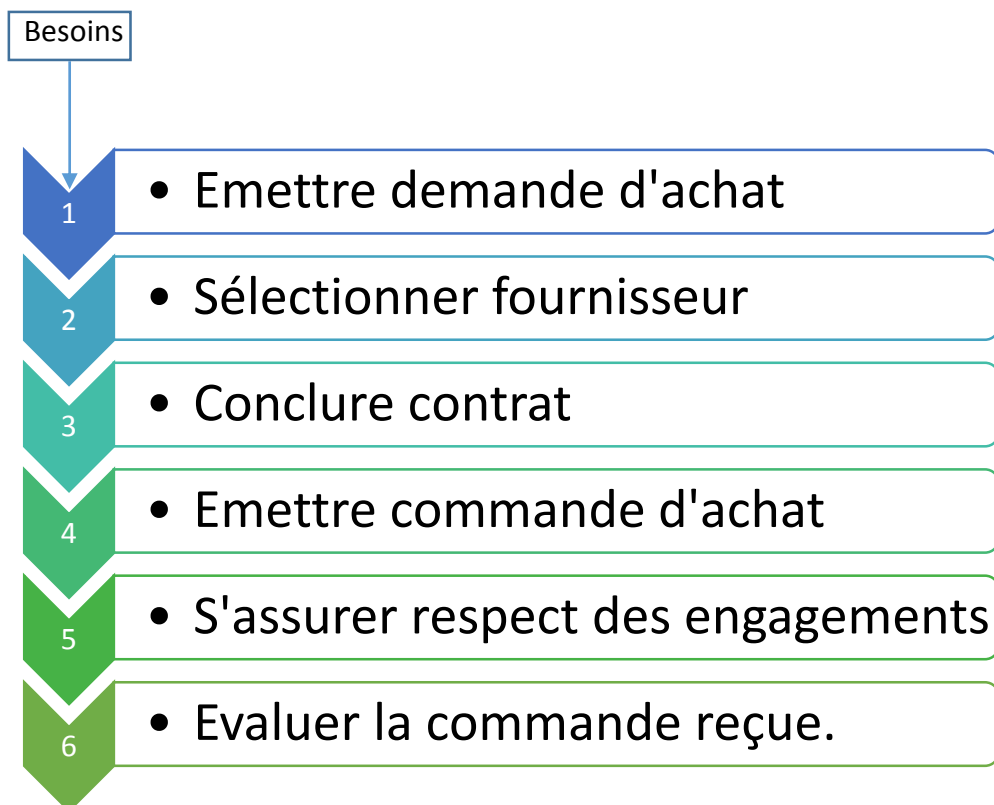 Besoins
1
• Emettre demande d'achat
2
• Sélectionner fournisseur
3
• Conclure contrat
4
• Emettre commande d'achat
5
• S'assurer respect des engagements
6
• Evaluer la commande reçue.